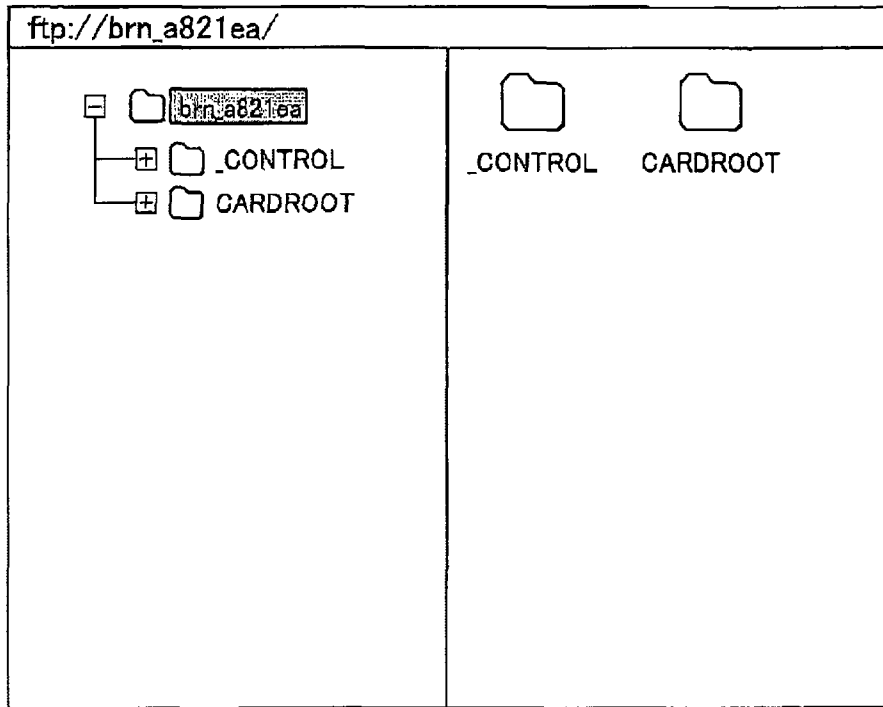 ftp://brn_a821ea/
brn_a821ea
_CONTROL
CARDROOT
_CONTROL CARDROOT